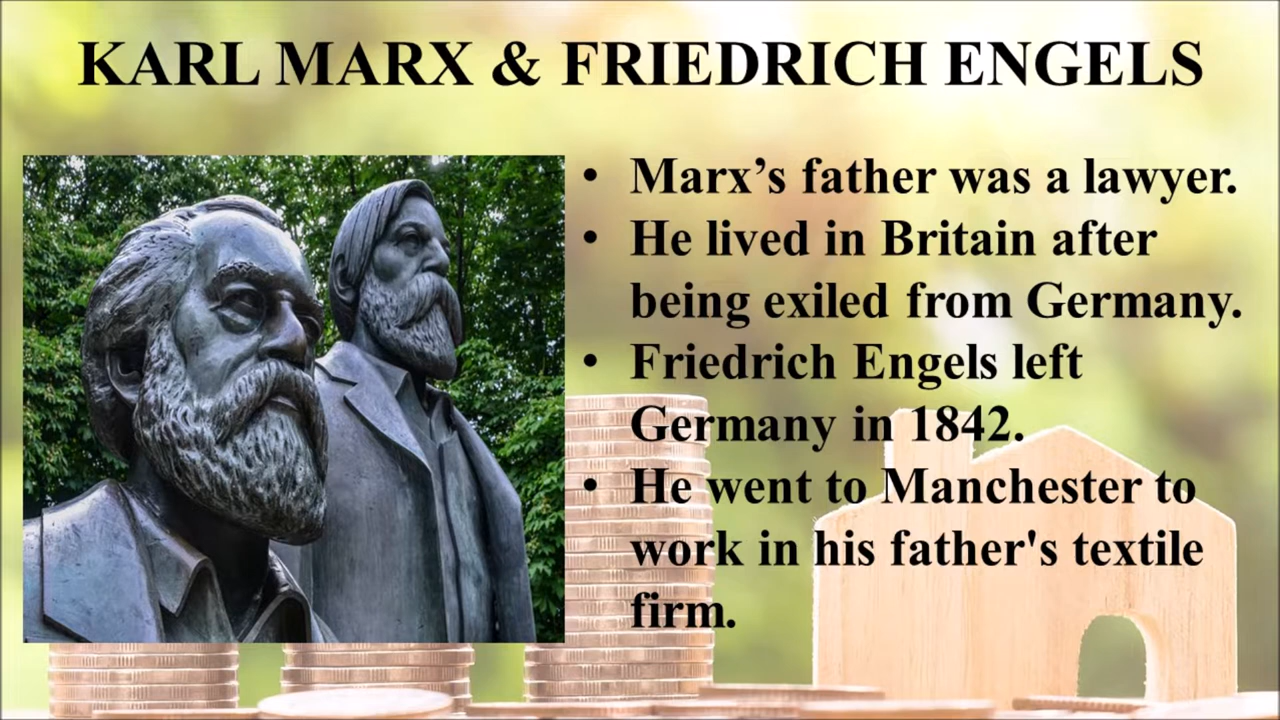 KARL MARX & FRIEDRICH ENGELS
• Marx’s father was a lawyer.
• He lived in Britain after
being exiled from Germany.
• Friedrich Engels left
Germany in 1842.
• He went to Manchester to
work in his father's textile
firm.